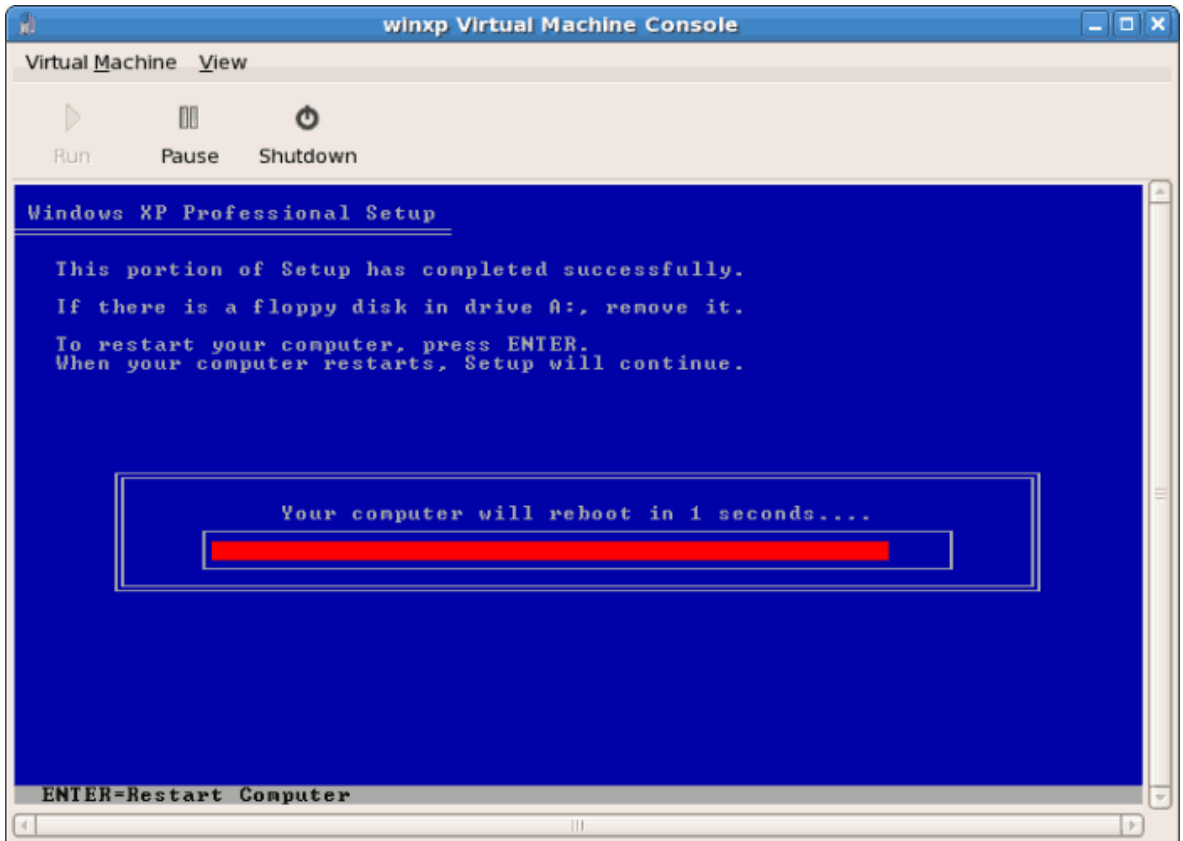 winxp Virtual Machine Console
Virtual Machine View
Run Pause Shutdown
Windows XP Professional Setup
This portion of Setup has completed successfully.
If there is a floppy disk in drive A:, remove it.
To restart your computer, press ENTER.
When your computer restarts, Setup will continue.
Your computer will reboot in 1 seconds....
ENTER=Restart Computer